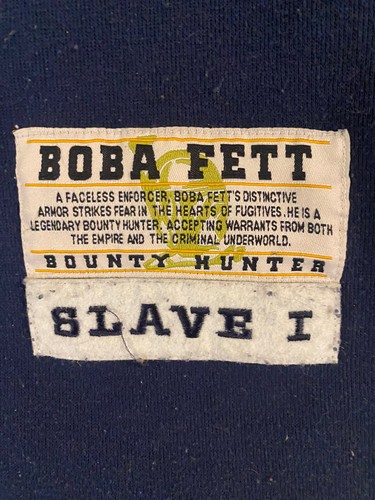 BOBA FETT
A FACELESS ENFORCER, BOBA FETT'S DISTINCTIVE
ARMOR STRIKES FEAR IN THE HEARTS OF FUGITIVES. HE IS A
LEGENDARY BOUNTY HUNTER, ACCEPTING WARRANTS FROM BOTH
THE EMPIRE AND THE CRIMINAL UNDERWORLD.
BOUNTY HUNTER
SLAVE I